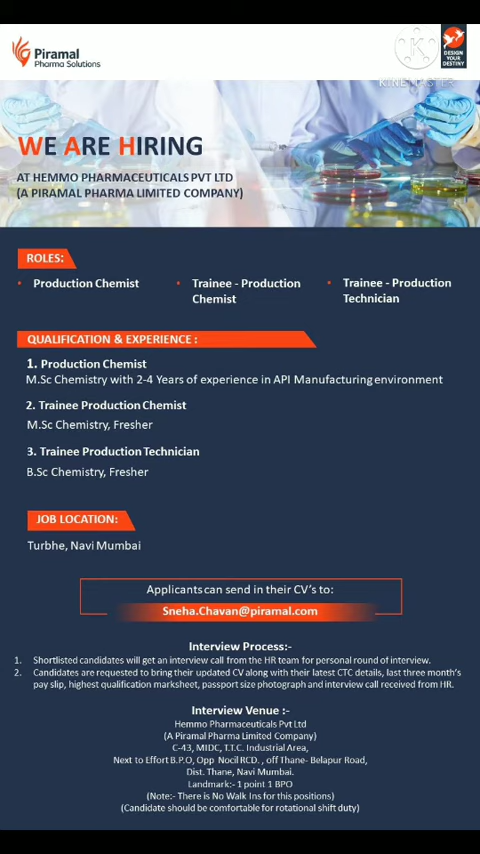 Piramal
Pharma Solutions
K
DESIGN
YOUR
DESTINY
KINEMASTER
WE ARE HIRING
AT HEMMO PHARMACEUTICALS PVT LTD
(A PIRAMAL PHARMA LIMITED COMPANY)
ROLES:
• Production Chemist
• Trainee - Production
Chemist
• Trainee - Production
Technician
QUALIFICATION & EXPERIENCE :
1. Production Chemist
M.Sc Chemistry with 2-4 Years of experience in API Manufacturing environment
2. Trainee Production Chemist
M.Sc Chemistry, Fresher
3. Trainee Production Technician
B.Sc Chemistry, Fresher
JOB LOCATION:
Turbhe, Navi Mumbai
Applicants can send in their CV's to:
Sneha.Chavan@piramal.com
Interview Process:-
1. Shortlisted candidates will get an interview call from the HR team for personal round of interview.
2. Candidates are requested to bring their updated CV along with their latest CTC details, last three month's
pay slip, highest qualification marksheet, passport size photograph and interview call received from HR.
Interview Venue :-
Hemmo Pharmaceuticals Pvt Ltd
(A Piramal Pharma Limited Company)
C-43, MIDC, T.T.C. Industrial Area,
Next to Effort B.P.O, Opp Nocil RCD. , off Thane- Belapur Road,
Dist. Thane, Navi Mumbai.
Landmark:- 1 point 1 BPO
(Note:- There is No Walk Ins for this positions)
(Candidate should be comfortable for rotational shift duty)